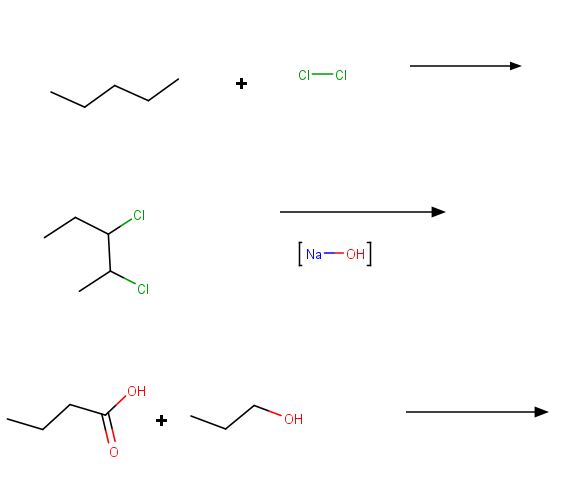 + Cl Cl
Cl
[Na OH]
Cl
OH
+ OH
O